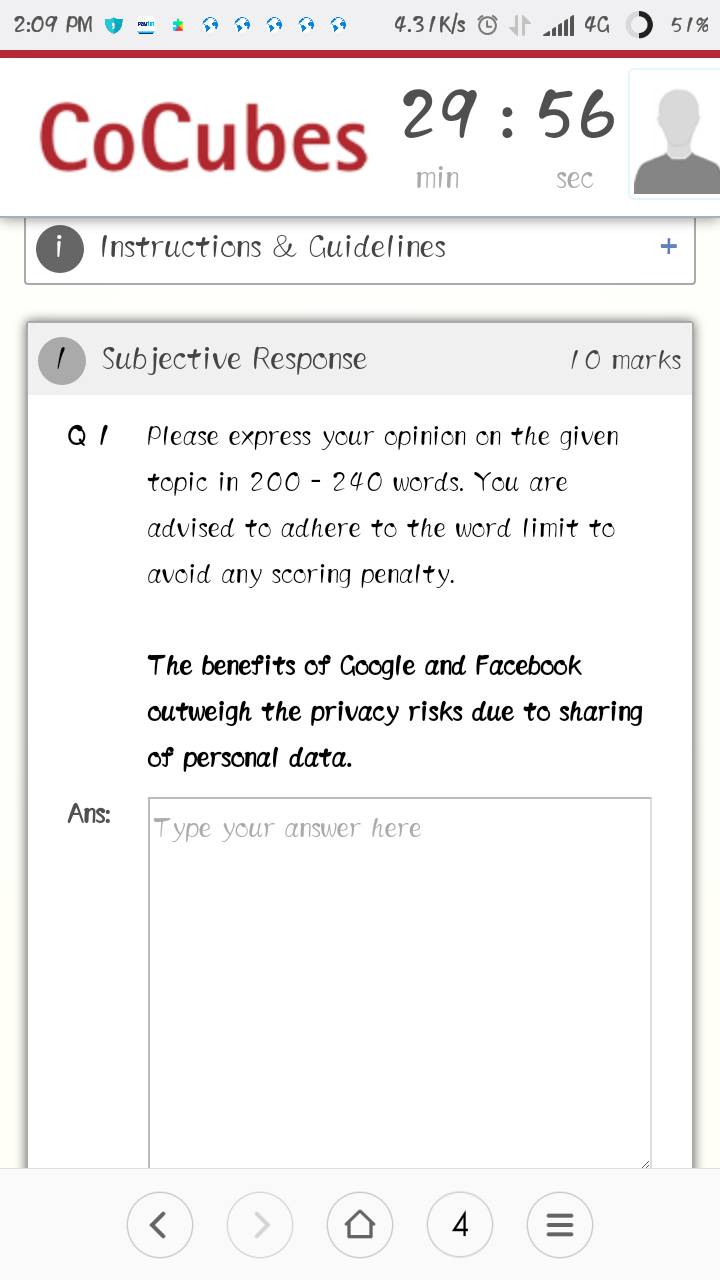 2:09 PM paytm 4.31K/s 4G 51%
CoCubes
29 : 56
min sec
i Instructions & Guidelines +
1 Subjective Response 10 marks
Q 1 Please express your opinion on the given
topic in 200 - 240 words. You are
advised to adhere to the word limit to
avoid any scoring penalty.
The benefits of Google and Facebook
outweigh the privacy risks due to sharing
of personal data.
Ans:
Type your answer here
4